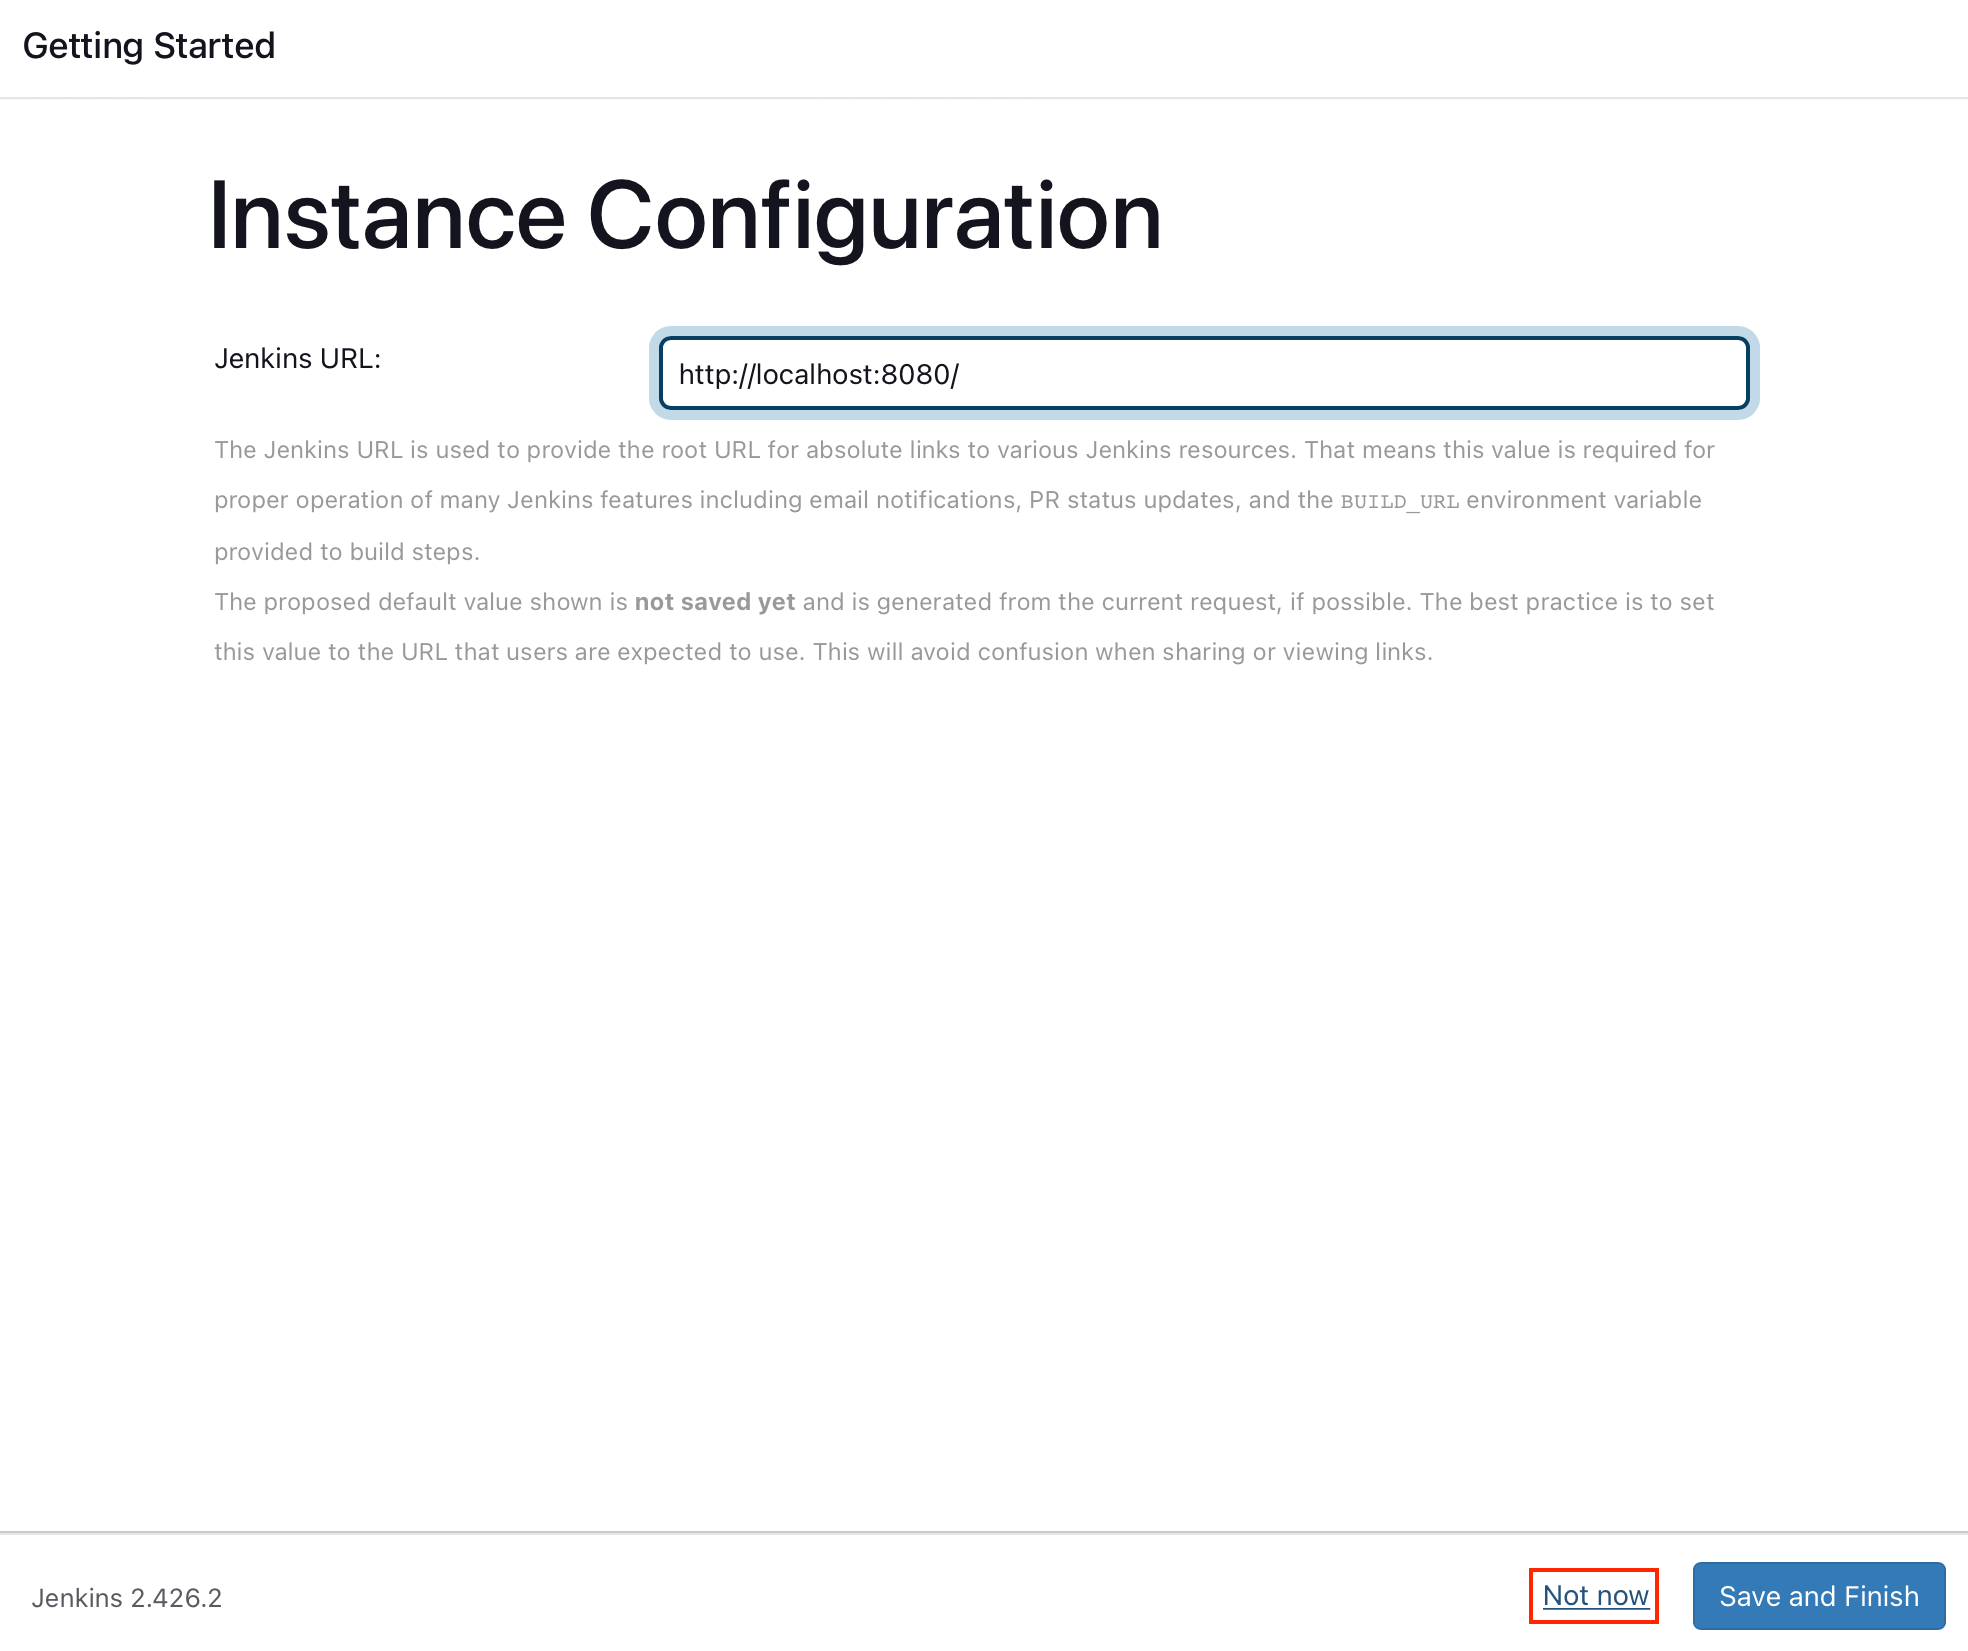 Getting Started
Instance Configuration
Jenkins URL:
http://localhost:8080/
The Jenkins URL is used to provide the root URL for absolute links to various Jenkins resources. That means this value is required for
proper operation of many Jenkins features including email notifications, PR status updates, and the BUILD_URL environment variable
provided to build steps.
The proposed default value shown is not saved yet and is generated from the current request, if possible. The best practice is to set
this value to the URL that users are expected to use. This will avoid confusion when sharing or viewing links.
Jenkins 2.426.2
Not now
Save and Finish